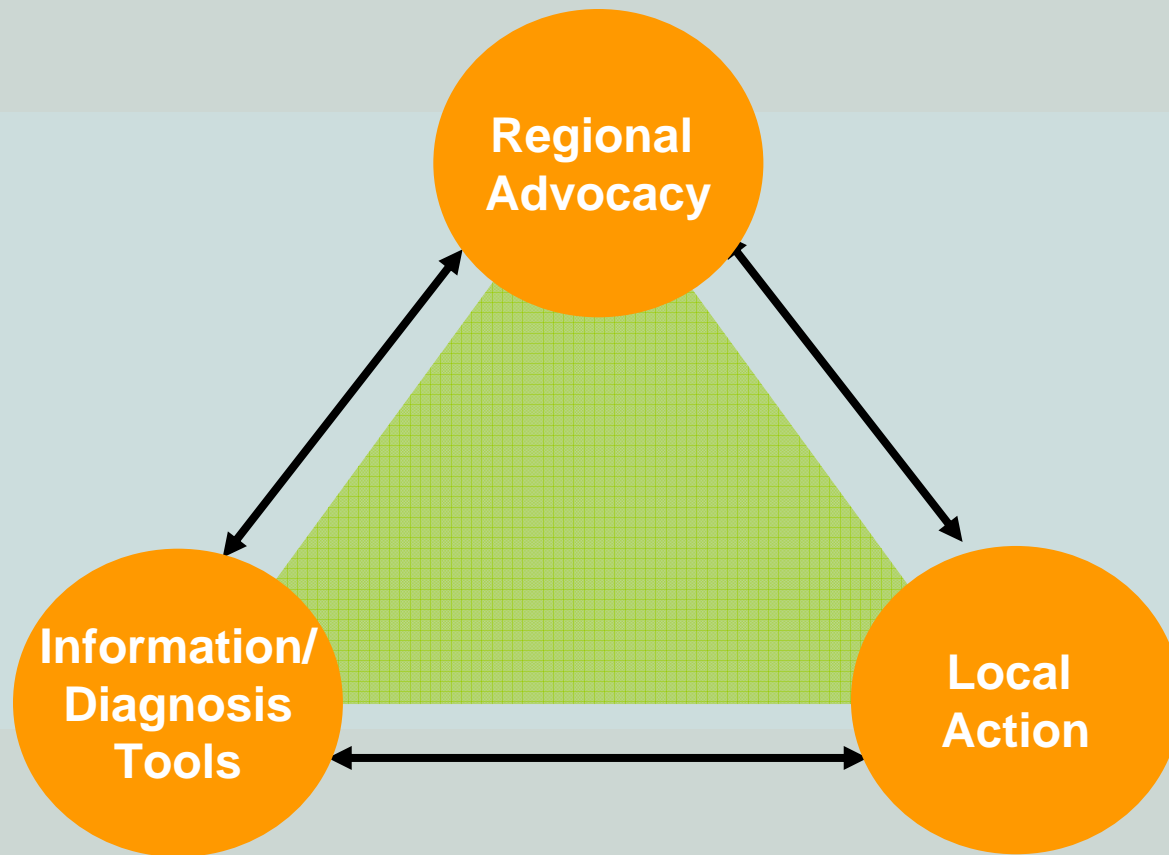 Regional
Advocacy
Information/
Diagnosis
Tools
Local
Action